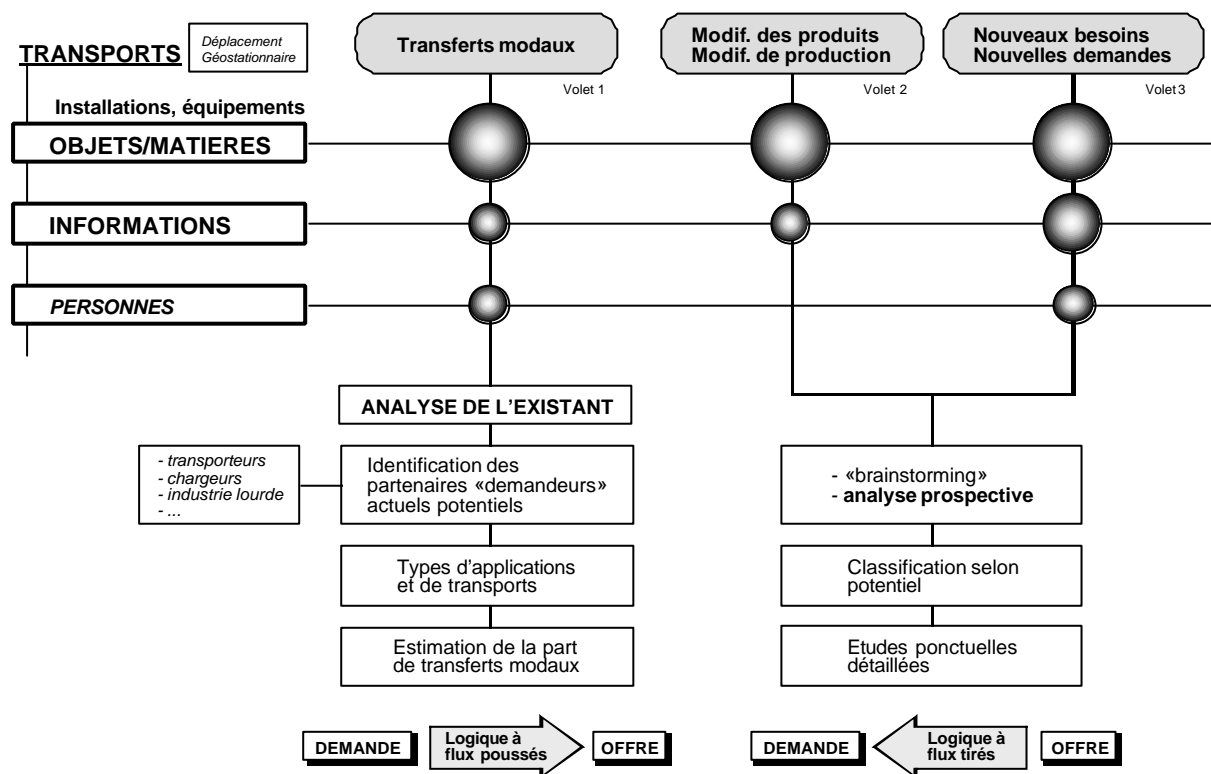 TRANSPORTS
Déplacement
Géostationnaire
Transferts modaux
Modif. des produits
Modif. de production
Nouveaux besoins
Nouvelles demandes
Volet 1
Volet 2
Volet 3
Installations, équipements
OBJETS/MATIERES
INFORMATIONS
PERSONNES
ANALYSE DE L'EXISTANT
- transporteurs
- chargeurs
- industrie lourde
- ...
Identification des
partenaires «demandeurs»
actuels potentiels
- «brainstorming»
- analyse prospective
Types d'applications
et de transports
Classification selon
potentiel
Estimation de la part
de transferts modaux
Etudes ponctuelles
détaillées
DEMANDE
Logique à
flux poussés
OFFRE
DEMANDE
Logique à
flux tirés
OFFRE